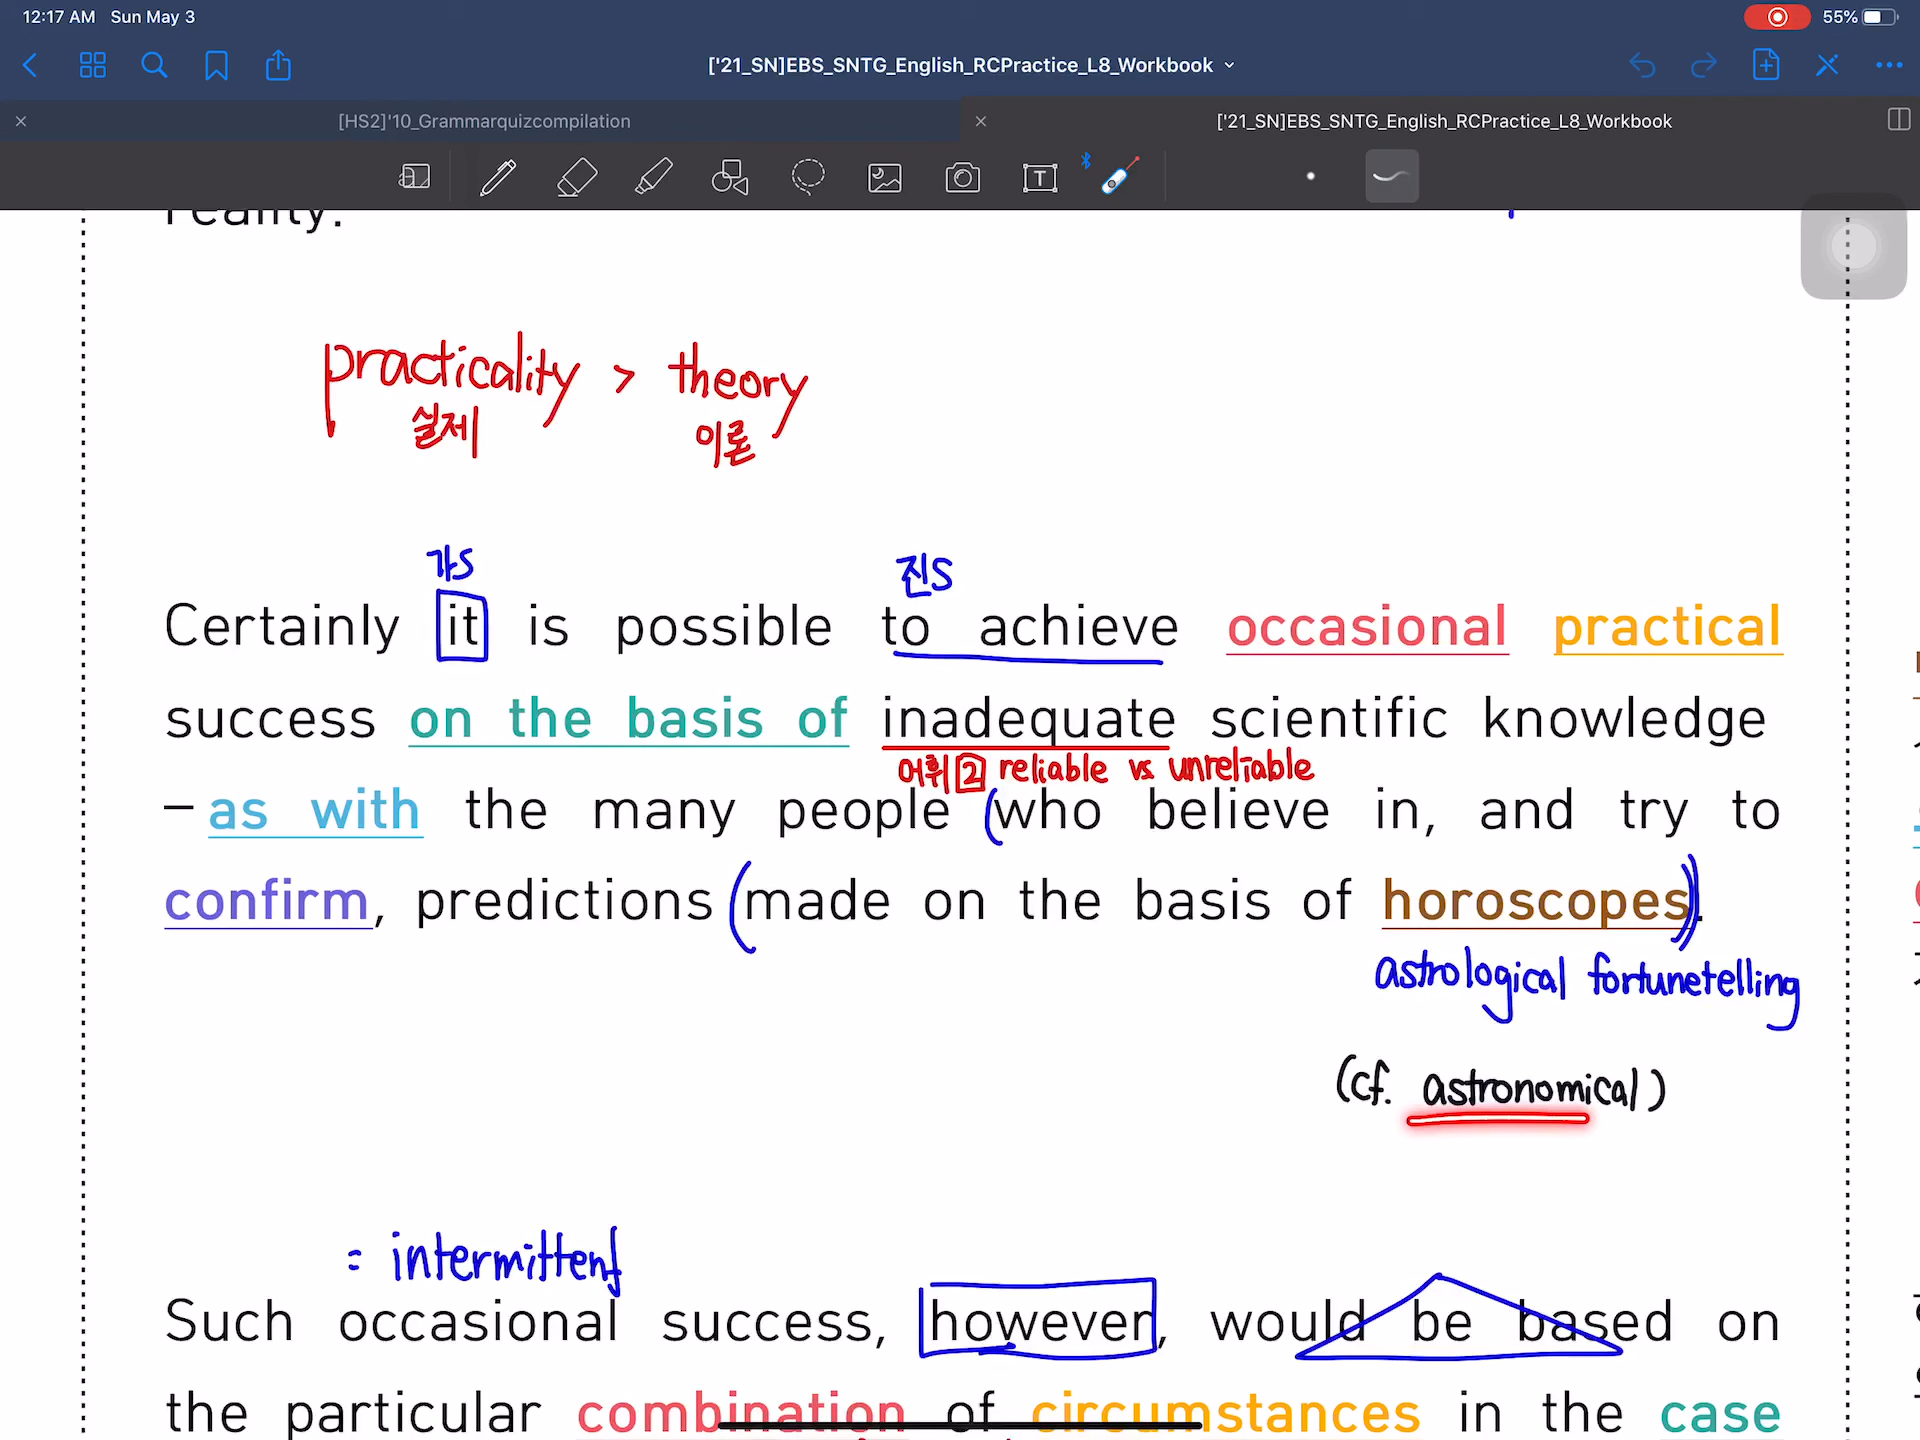 12:17 AM Sun May 3
55%
['21_SN]EBS_SNTG_English_RCPractice_L8_Workbook
[HS2]'10_Grammarquizcompilation
['21_SN]EBS_SNTG_English_RCPractice_L8_Workbook
reality.
practicality > theory
실제 이론
가S 진S
Certainly it is possible to achieve occasional practical
success on the basis of inadequate scientific knowledge
어휘 2 reliable vs unreliable
– as with the many people (who believe in, and try to
confirm, predictions (made on the basis of horoscopes)).
astrological fortunetelling
(cf. astronomical)
= intermittent
Such occasional success, however, would be based on
the particular combination of circumstances in the case